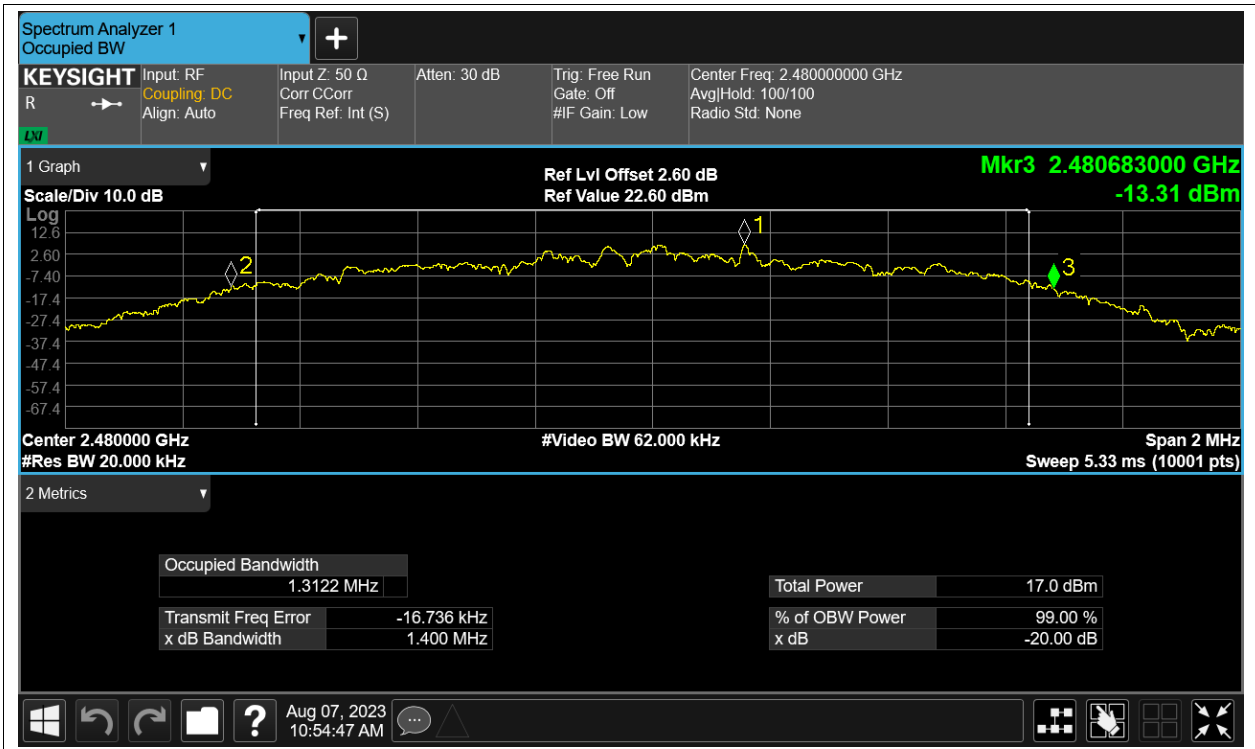 Spectrum Analyzer 1
Occupied BW
KEYSIGHT
R
LXI
Input: RF
Coupling: DC
Align: Auto
Input Z: 50 Ω
Corr CCorr
Freq Ref: Int (S)
Atten: 30 dB
Trig: Free Run
Gate: Off
#IF Gain: Low
Center Freq: 2.480000000 GHz
Avg|Hold: 100/100
Radio Std: None
1 Graph
Scale/Div 10.0 dB
Ref Lvl Offset 2.60 dB
Ref Value 22.60 dBm
Mkr3 2.480683000 GHz
-13.31 dBm
Log
12.6
2.60
-7.40
-17.4
-27.4
-37.4
-47.4
-57.4
-67.4
1
2
3
Center 2.480000 GHz
#Video BW 62.000 kHz
Span 2 MHz
#Res BW 20.000 kHz
Sweep 5.33 ms (10001 pts)
2 Metrics
Occupied Bandwidth
1.3122 MHz
Transmit Freq Error -16.736 kHz
x dB Bandwidth 1.400 MHz
Total Power 17.0 dBm
% of OBW Power 99.00 %
x dB -20.00 dB
?
Aug 07, 2023
10:54:47 AM